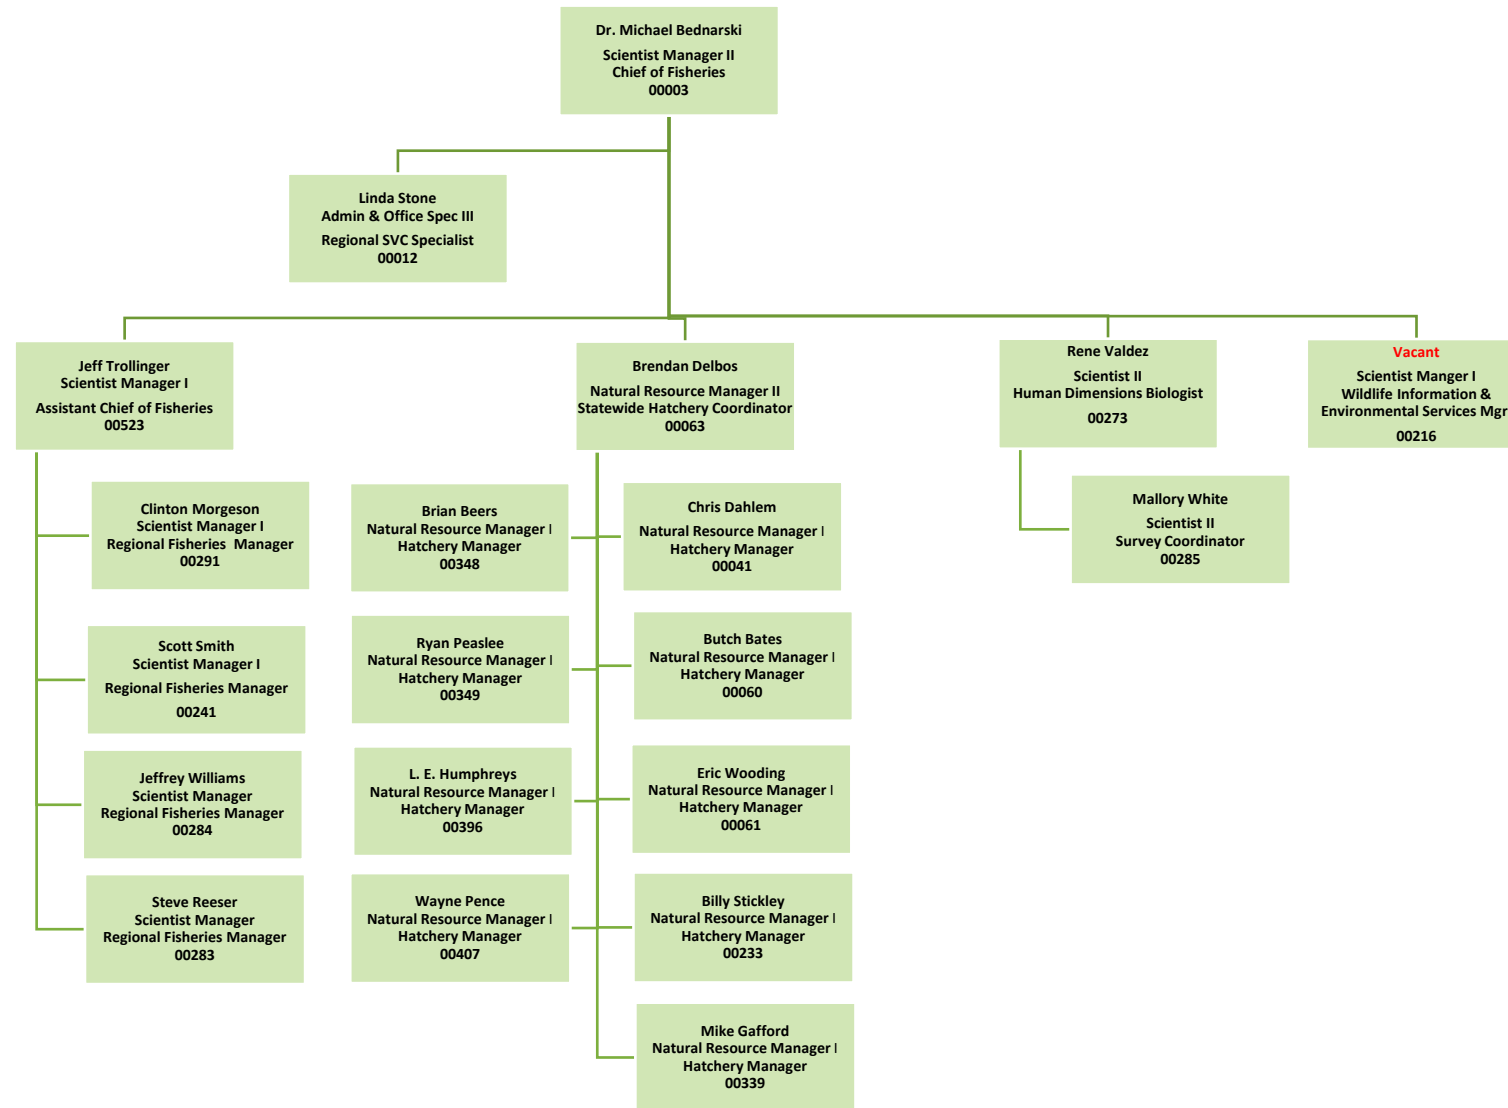 Dr. Michael Bednarski
Scientist Manager II
Chief of Fisheries
00003
Linda Stone
Admin & Office Spec III
Regional SVC Specialist
00012
Jeff Trollinger
Scientist Manager I
Assistant Chief of Fisheries
00523
Brendan Delbos
Natural Resource Manager II
Statewide Hatchery Coordinator
00063
Rene Valdez
Scientist II
Human Dimensions Biologist
00273
Vacant
Scientist Manger I
Wildlife Information &
Environmental Services Mgr
00216
Clinton Morgeson
Scientist Manager I
Regional Fisheries  Manager
00291
Scott Smith
Scientist Manager I
Regional Fisheries Manager
00241
Jeffrey Williams
Scientist Manager
Regional Fisheries Manager
00284
Steve Reeser
Scientist Manager
Regional Fisheries Manager
00283
Brian Beers
Natural Resource Manager I
Hatchery Manager
00348
Ryan Peaslee
Natural Resource Manager I
Hatchery Manager
00349
L. E. Humphreys
Natural Resource Manager I
Hatchery Manager
00396
Wayne Pence
Natural Resource Manager I
Hatchery Manager
00407
Chris Dahlem
Natural Resource Manager I
Hatchery Manager
00041
Butch Bates
Natural Resource Manager I
Hatchery Manager
00060
Eric Wooding
Natural Resource Manager I
Hatchery Manager
00061
Billy Stickley
Natural Resource Manager I
Hatchery Manager
00233
Mike Gafford
Natural Resource Manager I
Hatchery Manager
00339
Mallory White
Scientist II
Survey Coordinator
00285